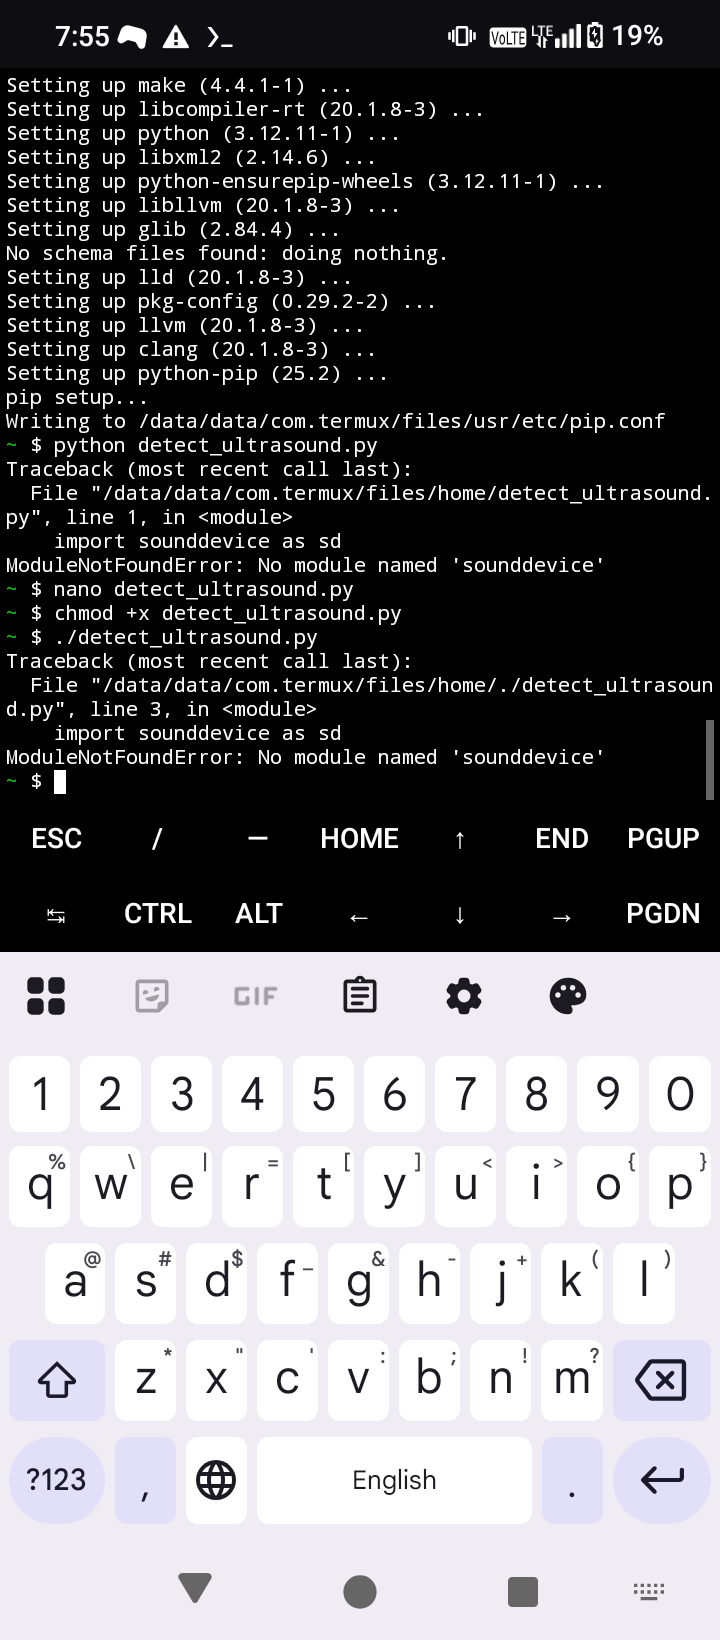 7:55
VoLTE LTE 19%
Setting up make (4.4.1-1) ...
Setting up libcompiler-rt (20.1.8-3) ...
Setting up python (3.12.11-1) ...
Setting up libxml2 (2.14.6) ...
Setting up python-ensurepip-wheels (3.12.11-1) ...
Setting up libllvm (20.1.8-3) ...
Setting up glib (2.84.4) ...
No schema files found: doing nothing.
Setting up lld (20.1.8-3) ...
Setting up pkg-config (0.29.2-2) ...
Setting up llvm (20.1.8-3) ...
Setting up clang (20.1.8-3) ...
Setting up python-pip (25.2) ...
pip setup...
Writing to /data/data/com.termux/files/usr/etc/pip.conf
~ $ python detect_ultrasound.py
Traceback (most recent call last):
  File "/data/data/com.termux/files/home/detect_ultrasound.
py", line 1, in <module>
    import sounddevice as sd
ModuleNotFoundError: No module named 'sounddevice'
~ $ nano detect_ultrasound.py
~ $ chmod +x detect_ultrasound.py
~ $ ./detect_ultrasound.py
Traceback (most recent call last):
  File "/data/data/com.termux/files/home/./detect_ultrasoun
d.py", line 3, in <module>
    import sounddevice as sd
ModuleNotFoundError: No module named 'sounddevice'
~ $
ESC / — HOME ↑ END PGUP
↹ CTRL ALT ← ↓ → PGDN
GIF
1 2 3 4 5 6 7 8 9 0
% \ | = [ ] < > { }
q w e r t y u i o p
@ # $ _ & - + ( )
a s d f g h j k l
* " ' : ; ! ?
z x c v b n m
?123 , English .